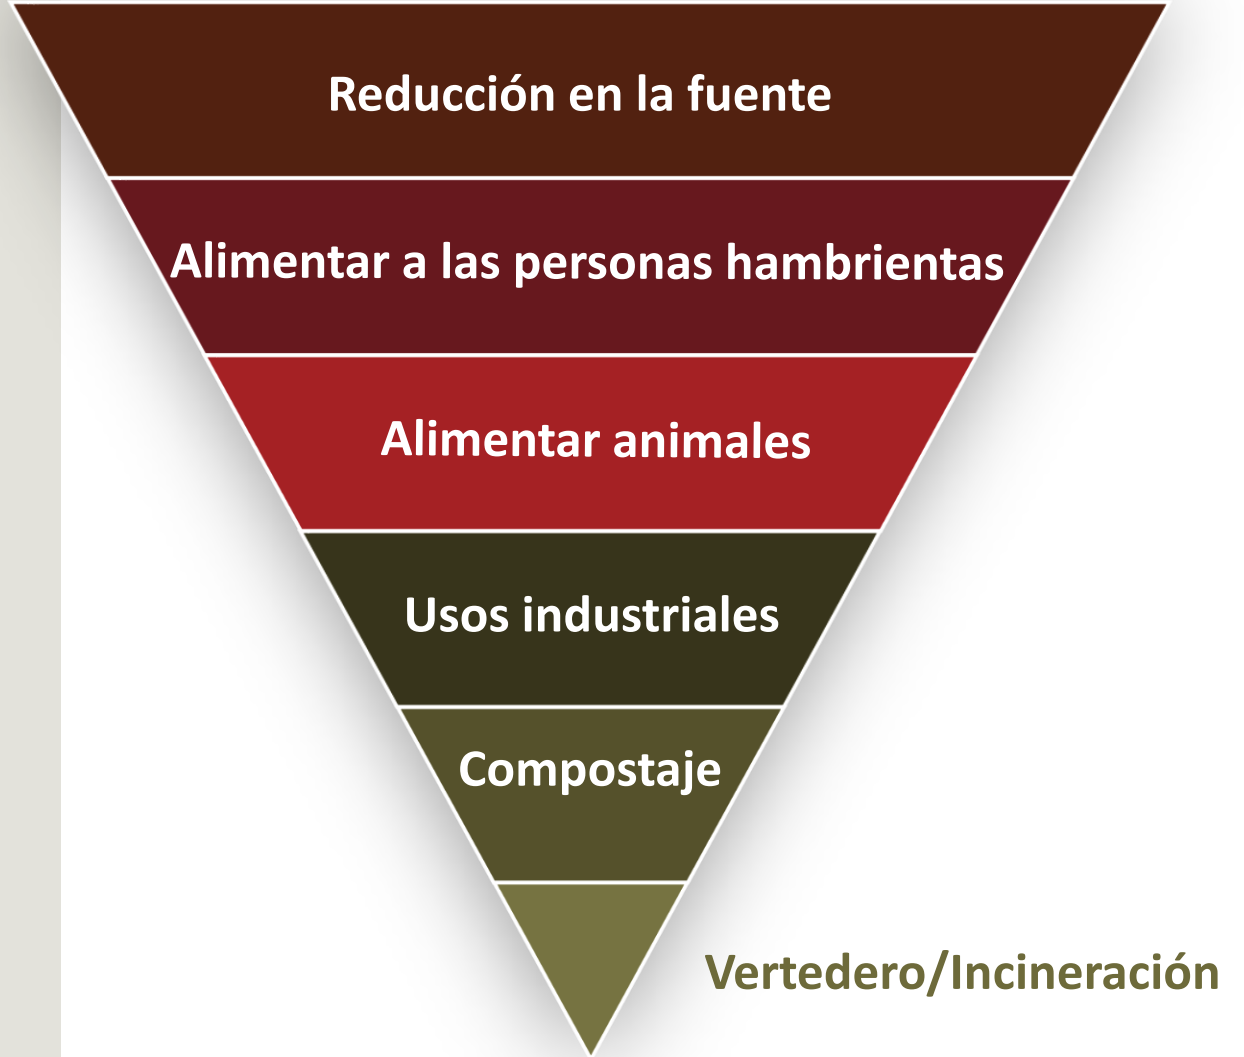 Reducción en la fuente
Alimentar a las personas hambrientas
Alimentar animales
Usos industriales
Compostaje
Vertedero/Incineración